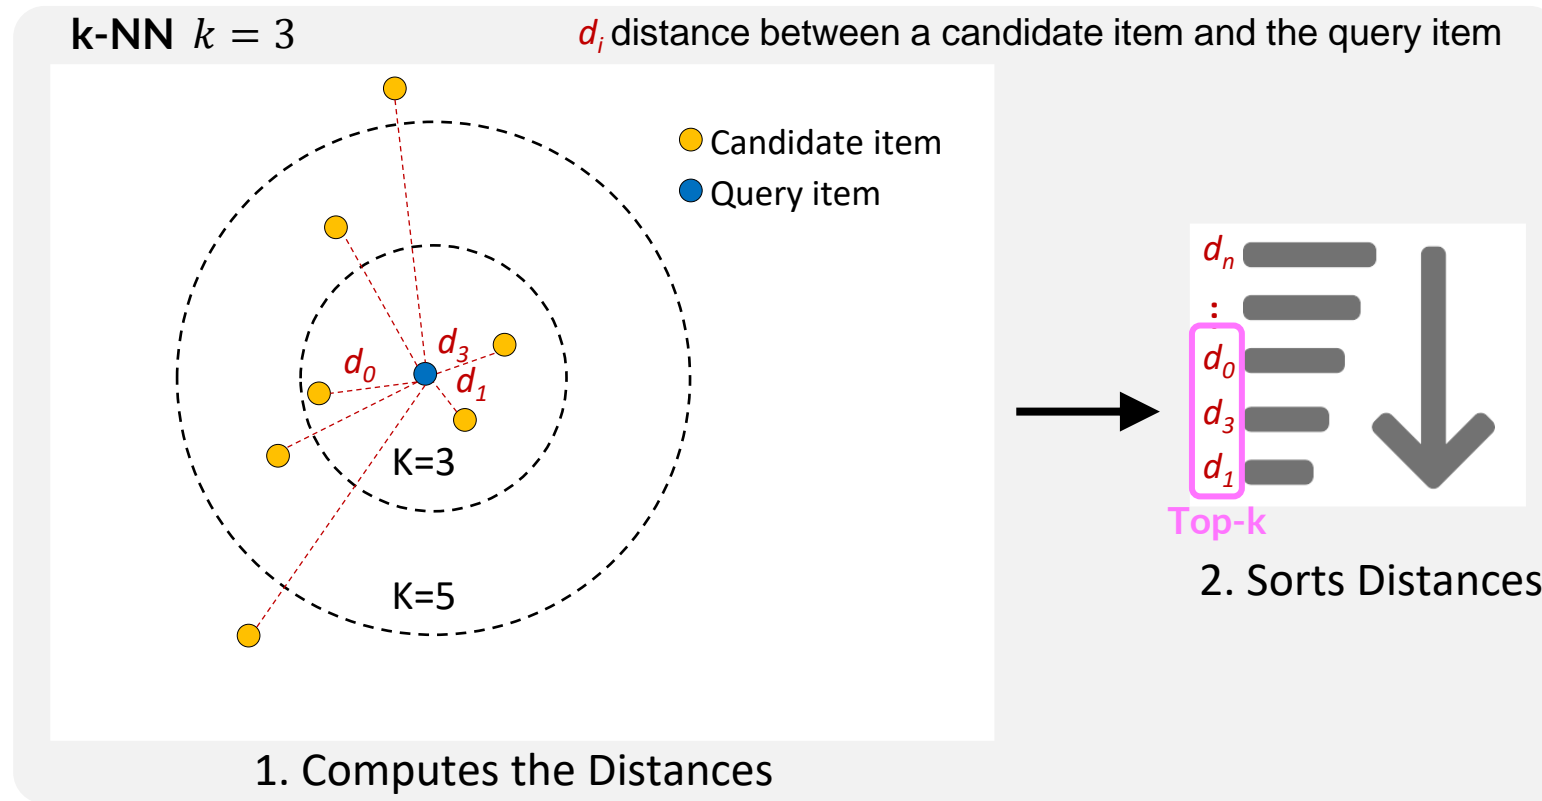 k-NN k = 3
d_i distance between a candidate item and the query item
Candidate item
Query item
d_3
d_0
d_1
K=3
K=5
1. Computes the Distances
d_n
:
d_0
d_3
d_1
Top-k
2. Sorts Distances